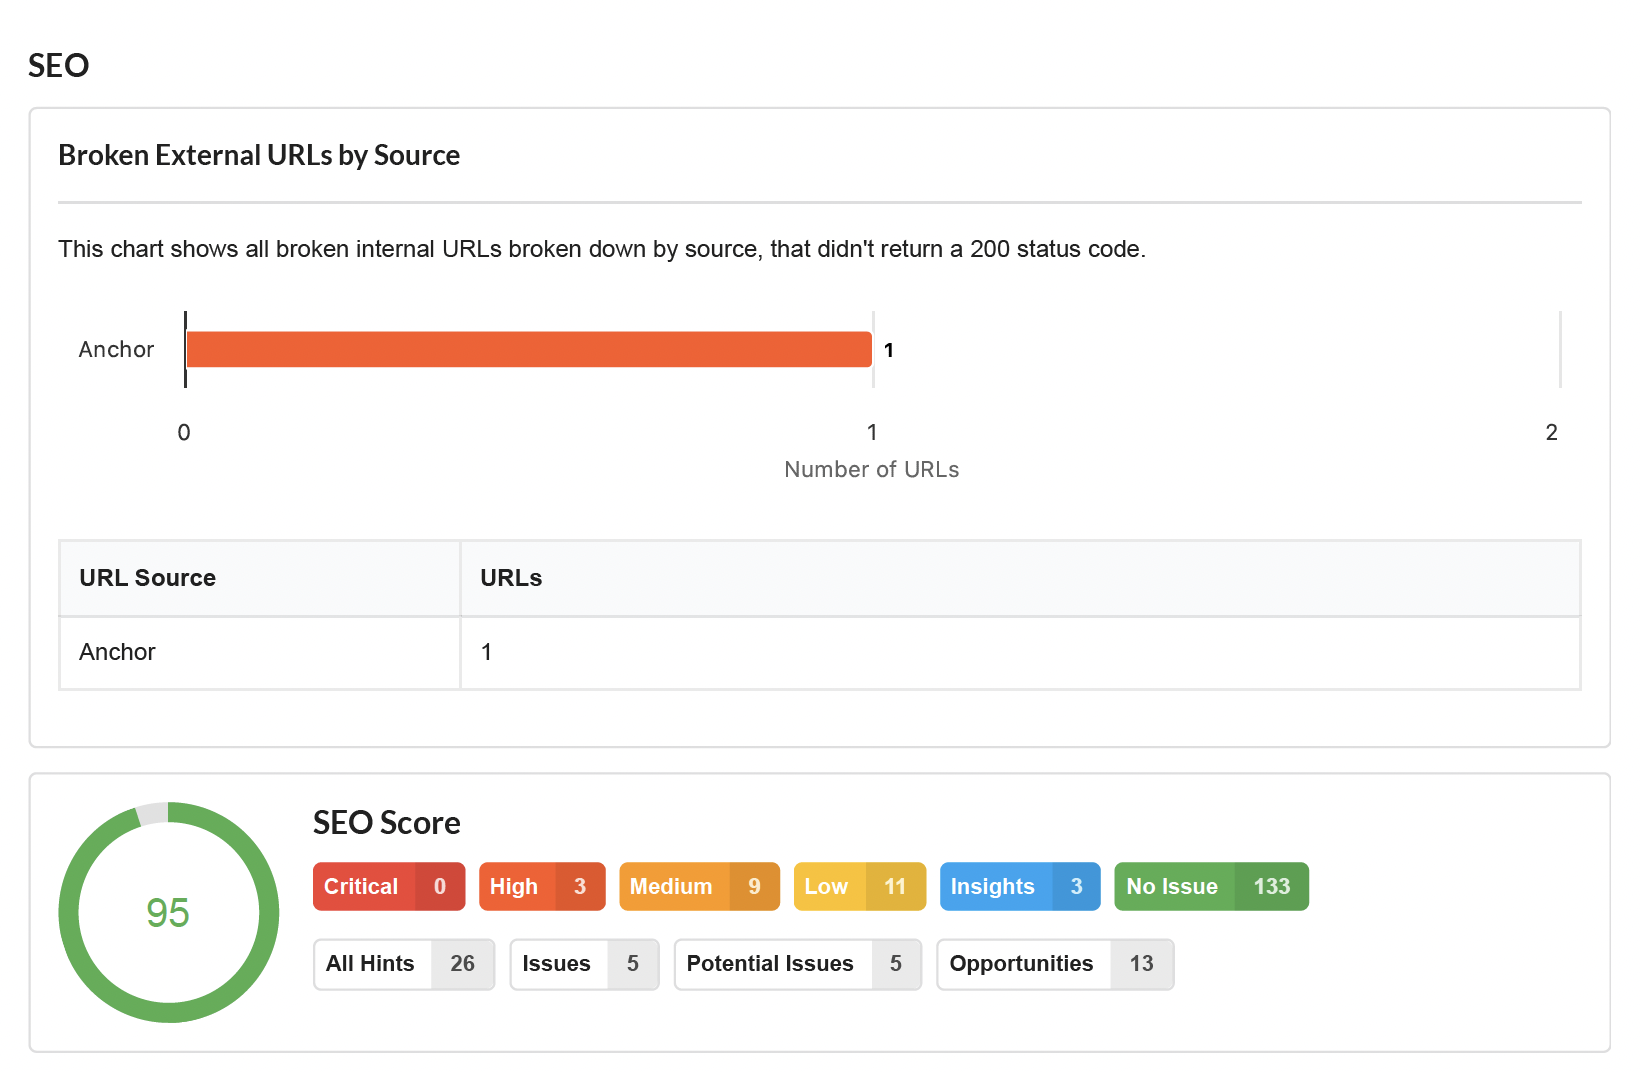 SEO
Broken External URLs by Source
This chart shows all broken internal URLs broken down by source, that didn't return a 200 status code.
Anchor 1
0 1 2
Number of URLs
URL Source URLs
Anchor 1
SEO Score
95
Critical 0 High 3 Medium 9 Low 11 Insights 3 No Issue 133
All Hints 26 Issues 5 Potential Issues 5 Opportunities 13